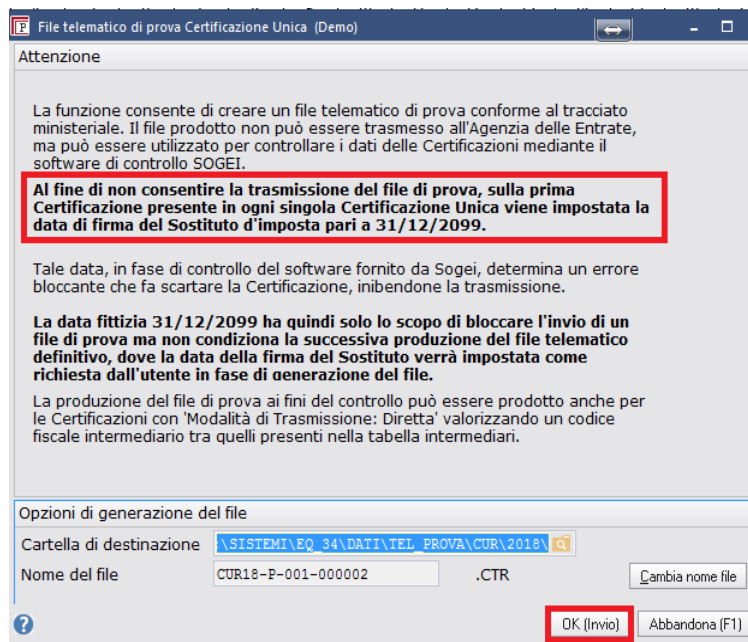 File telematico di prova Certificazione Unica (Demo)
Attenzione
La funzione consente di creare un file telematico di prova conforme al tracciato
ministeriale. Il file prodotto non può essere trasmesso all'Agenzia delle Entrate,
ma può essere utilizzato per controllare i dati delle Certificazioni mediante il
software di controllo SOGEI.
Al fine di non consentire la trasmissione del file di prova, sulla prima
Certificazione presente in ogni singola Certificazione Unica viene impostata la
data di firma del Sostituto d'imposta pari a 31/12/2099.
Tale data, in fase di controllo del software fornito da Sogei, determina un errore
bloccante che fa scartare la Certificazione, inibendone la trasmissione.
La data fittizia 31/12/2099 ha quindi solo lo scopo di bloccare l'invio di un
file di prova ma non condiziona la successiva produzione del file telematico
definitivo, dove la data della firma del Sostituto verrà impostata come
richiesta dall'utente in fase di generazione del file.
La produzione del file di prova ai fini del controllo può essere prodotto anche per
le Certificazioni con 'Modalità di Trasmissione: Diretta' valorizzando un codice
fiscale intermediario tra quelli presenti nella tabella intermediari.
Opzioni di generazione del file
Cartella di destinazione :\SISTEMI\EQ_34\DATI\TEL_PROVA\CUR\2018\
Nome del file CUR18-P-001-000002 .CTR Cambia nome file
? OK (Invio) Abbandona (F1)